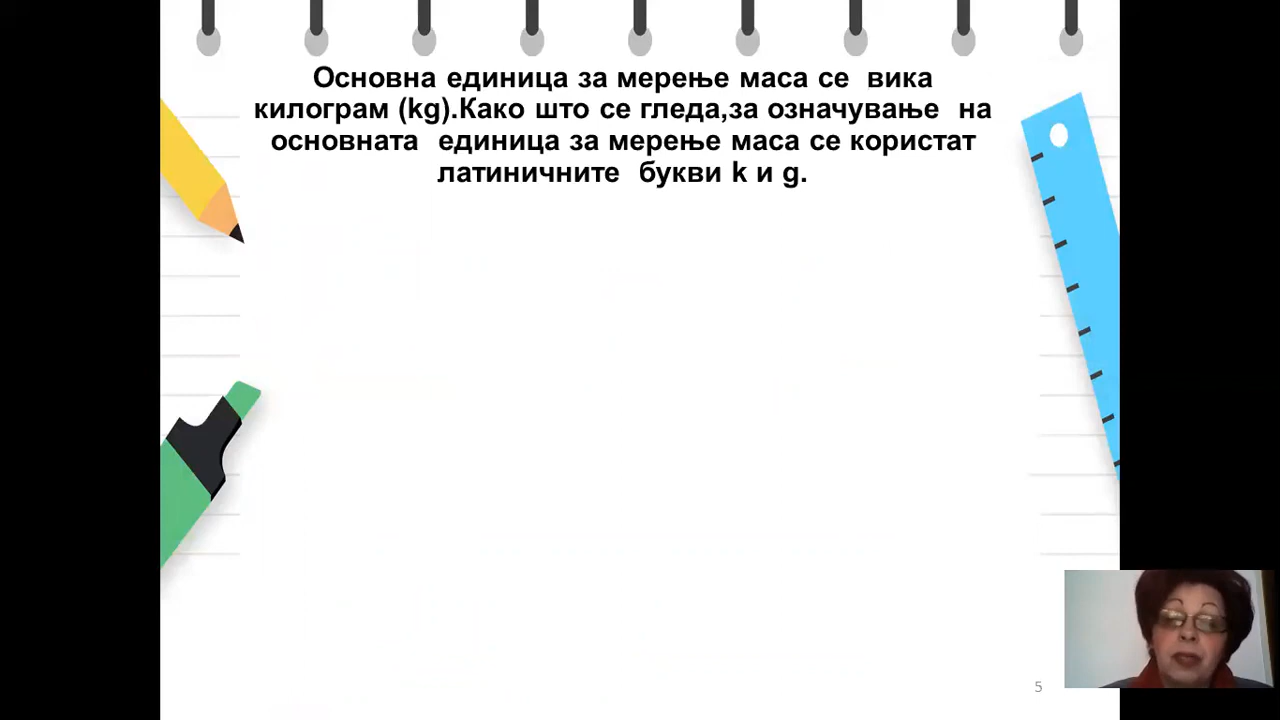 Основна единица за мерење маса се вика
килограм (kg).Како што се гледа,за означување на
основната единица за мерење маса се користат
латиничните букви k и g.
5